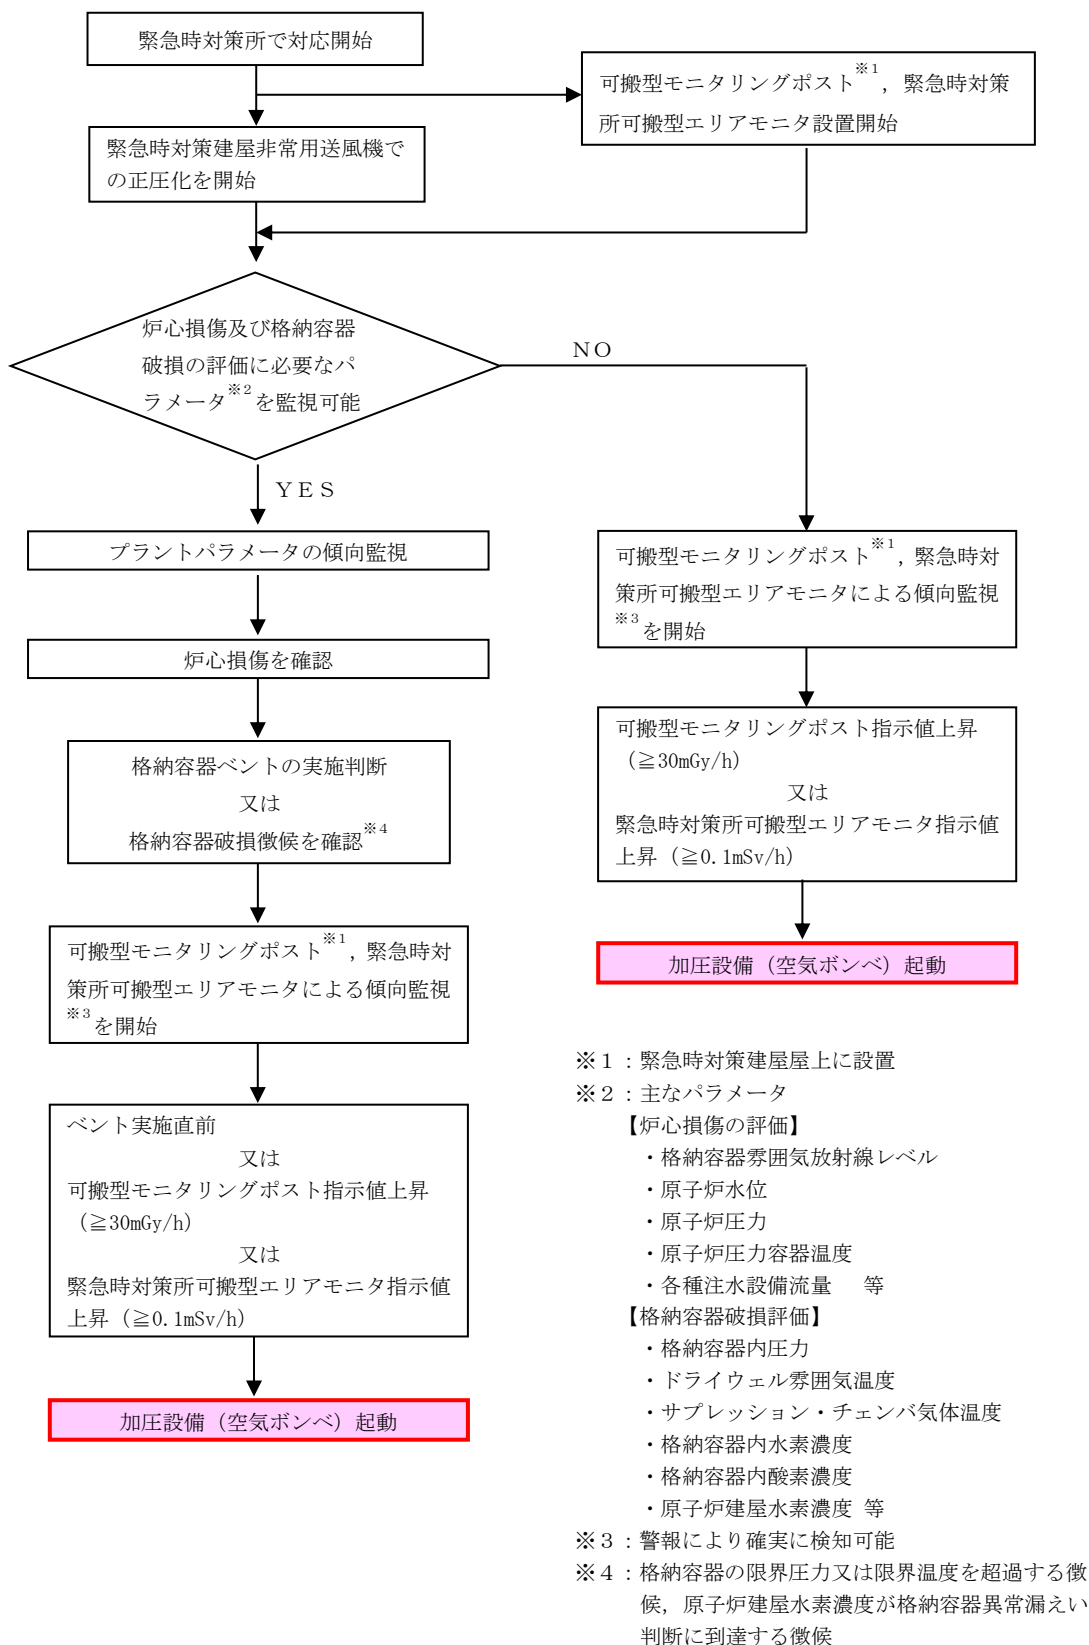 緊急時対策所で対応開始
可搬型モニタリングポスト※1，緊急時対策
所可搬型エリアモニタ設置開始
緊急時対策建屋非常用送風機で
の正圧化を開始
炉心損傷及び格納容器
破損の評価に必要なパ
ラメータ※2を監視可能
ＮＯ
ＹＥＳ
プラントパラメータの傾向監視
炉心損傷を確認
格納容器ベントの実施判断
又は
格納容器破損徴候を確認※4
可搬型モニタリングポスト※1，緊急時対
策所可搬型エリアモニタによる傾向監視
※3を開始
ベント実施直前
又は
可搬型モニタリングポスト指示値上昇
（≧30mGy/h）
又は
緊急時対策所可搬型エリアモニタ指示値
上昇（≧0.1mSv/h）
加圧設備（空気ボンベ）起動
可搬型モニタリングポスト※1，緊急時対
策所可搬型エリアモニタによる傾向監視
※3を開始
可搬型モニタリングポスト指示値上昇
（≧30mGy/h）
又は
緊急時対策所可搬型エリアモニタ指示値
上昇（≧0.1mSv/h）
加圧設備（空気ボンベ）起動
※１：緊急時対策建屋屋上に設置
※２：主なパラメータ
【炉心損傷の評価】
・格納容器雰囲気放射線レベル
・原子炉水位
・原子炉圧力
・原子炉圧力容器温度
・各種注水設備流量　等
【格納容器破損評価】
・格納容器内圧力
・ドライウェル雰囲気温度
・サプレッション・チェンバ気体温度
・格納容器内水素濃度
・格納容器内酸素濃度
・原子炉建屋水素濃度 等
※３：警報により確実に検知可能
※４：格納容器の限界圧力又は限界温度を超過する徴
候，原子炉建屋水素濃度が格納容器異常漏えい
判断に到達する徴候